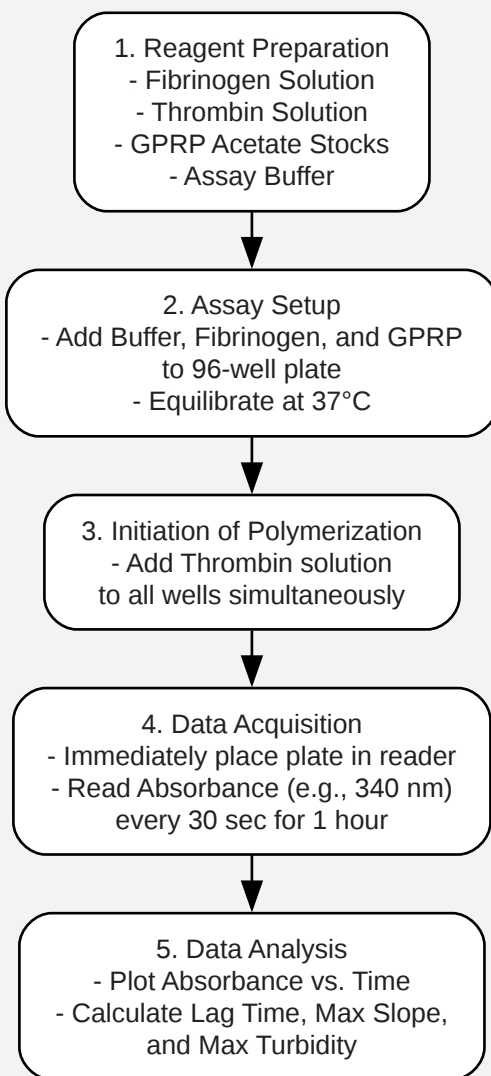 1. Reagent Preparation
- Fibrinogen Solution
- Thrombin Solution
- GPRP Acetate Stocks
- Assay Buffer
2. Assay Setup
- Add Buffer, Fibrinogen, and GPRP
to 96-well plate
- Equilibrate at 37°C
3. Initiation of Polymerization
- Add Thrombin solution
to all wells simultaneously
4. Data Acquisition
- Immediately place plate in reader
- Read Absorbance (e.g., 340 nm)
every 30 sec for 1 hour
5. Data Analysis
- Plot Absorbance vs. Time
- Calculate Lag Time, Max Slope,
and Max Turbidity